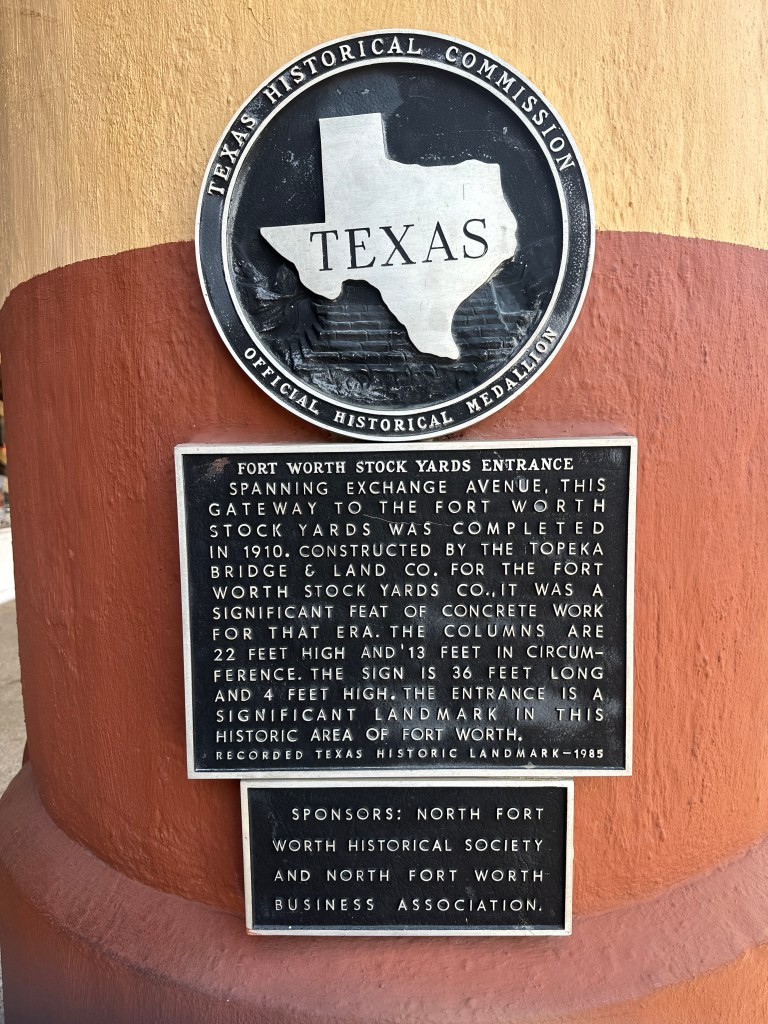 TEXAS HISTORICAL COMMISSION
TEXAS
OFFICIAL HISTORICAL MEDALLION
FORT WORTH STOCK YARDS ENTRANCE
SPANNING EXCHANGE AVENUE, THIS
GATEWAY TO THE FORT WORTH
STOCK YARDS WAS COMPLETED
IN 1910. CONSTRUCTED BY THE TOPEKA
BRIDGE & LAND CO. FOR THE FORT
WORTH STOCK YARDS CO., IT WAS A
SIGNIFICANT FEAT OF CONCRETE WORK
FOR THAT ERA. THE COLUMNS ARE
22 FEET HIGH AND '13 FEET IN CIRCUM-
FERENCE. THE SIGN IS 36 FEET LONG
AND 4 FEET HIGH. THE ENTRANCE IS A
SIGNIFICANT LANDMARK IN THIS
HISTORIC AREA OF FORT WORTH.
RECORDED TEXAS HISTORIC LANDMARK-1985
SPONSORS: NORTH FORT
WORTH HISTORICAL SOCIETY
AND NORTH FORT WORTH
BUSINESS ASSOCIATION.